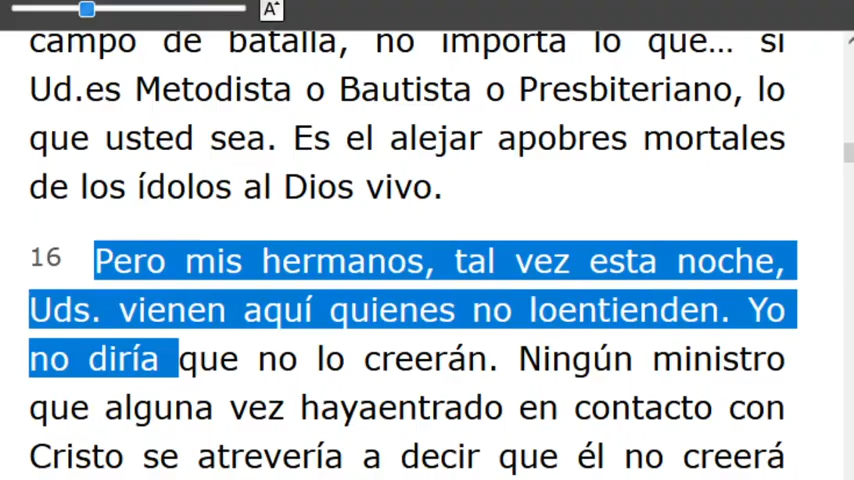 A
campo de batalla, no importa lo que... si
Ud.es Metodista o Bautista o Presbiteriano, lo
que usted sea. Es el alejar apobres mortales
de los ídolos al Dios vivo.
16 Pero mis hermanos, tal vez esta noche,
Uds. vienen aquí quienes no loentienden. Yo
no diría que no lo creerán. Ningún ministro
que alguna vez hayaentrado en contacto con
Cristo se atrevería a decir que él no creerá